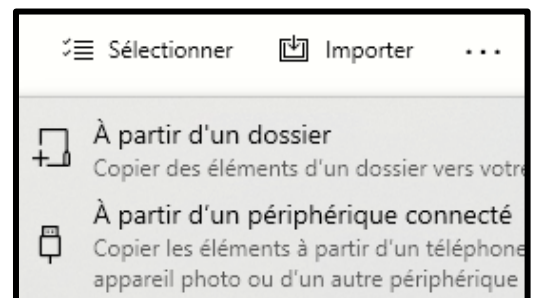 Sélectionner Importer ...
À partir d'un dossier
Copier des éléments d'un dossier vers votre
À partir d'un périphérique connecté
Copier les éléments à partir d'un téléphone
appareil photo ou d'un autre périphérique